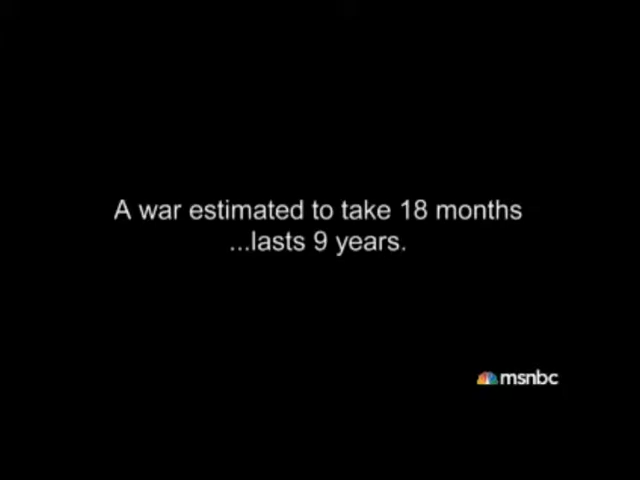 A war estimated to take 18 months
...lasts 9 years.
msnbc